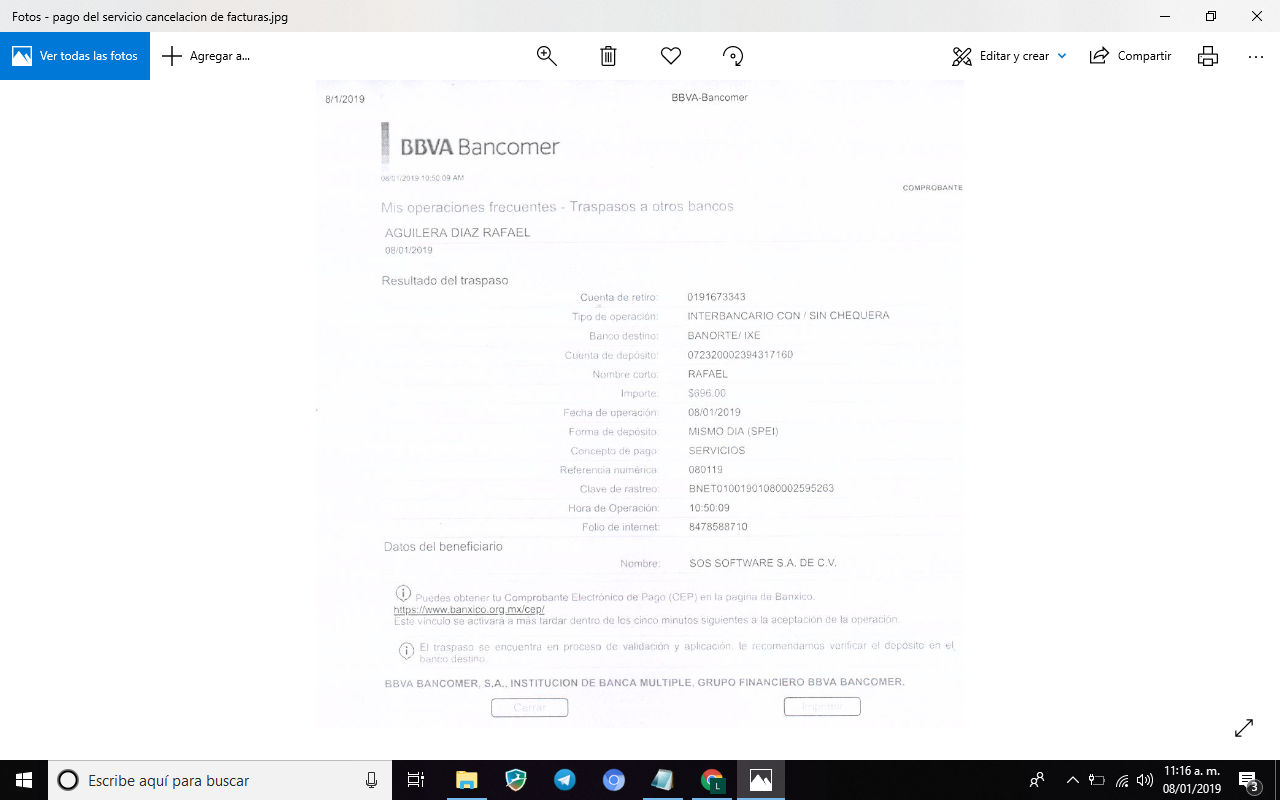 Fotos - pago del servicio cancelacion de facturas.jpg
Ver todas las fotos
Agregar a...
Editar y crear
Compartir
8/1/2019
BBVA-Bancomer
BBVA Bancomer
08/01/2019 10:50:09 AM
COMPROBANTE
Mis operaciones frecuentes - Traspasos a otros bancos
AGUILERA DIAZ RAFAEL
08/01/2019
Resultado del traspaso
Cuenta de retiro: 0191673343
Tipo de operación: INTERBANCARIO CON / SIN CHEQUERA
Banco destino: BANORTE/ IXE
Cuenta de depósito: 072320002394317160
Nombre corto: RAFAEL
Importe: $696.00
Fecha de operación: 08/01/2019
Forma de depósito: MISMO DIA (SPEI)
Concepto de pago: SERVICIOS
Referencia numérica: 080119
Clave de rastreo: BNET01001901080002595263
Hora de Operación: 10:50:09
Folio de internet: 8478588710
Datos del beneficiario
Nombre: SOS SOFTWARE S.A. DE C.V.
Puedes obtener tu Comprobante Electrónico de Pago (CEP) en la pagina de Banxico.
https://www.banxico.org.mx/cep/
Este vínculo se activará a más tardar dentro de los cinco minutos siguientes a la aceptación de la operación.
El traspaso se encuentra en proceso de validación y aplicación, le recomendamos verificar el depósito en el
banco destino.
BBVA BANCOMER, S.A., INSTITUCION DE BANCA MULTIPLE, GRUPO FINANCIERO BBVA BANCOMER.
Cerrar
Imprimir
Escribe aquí para buscar
L
11:16 a. m.
08/01/2019
3